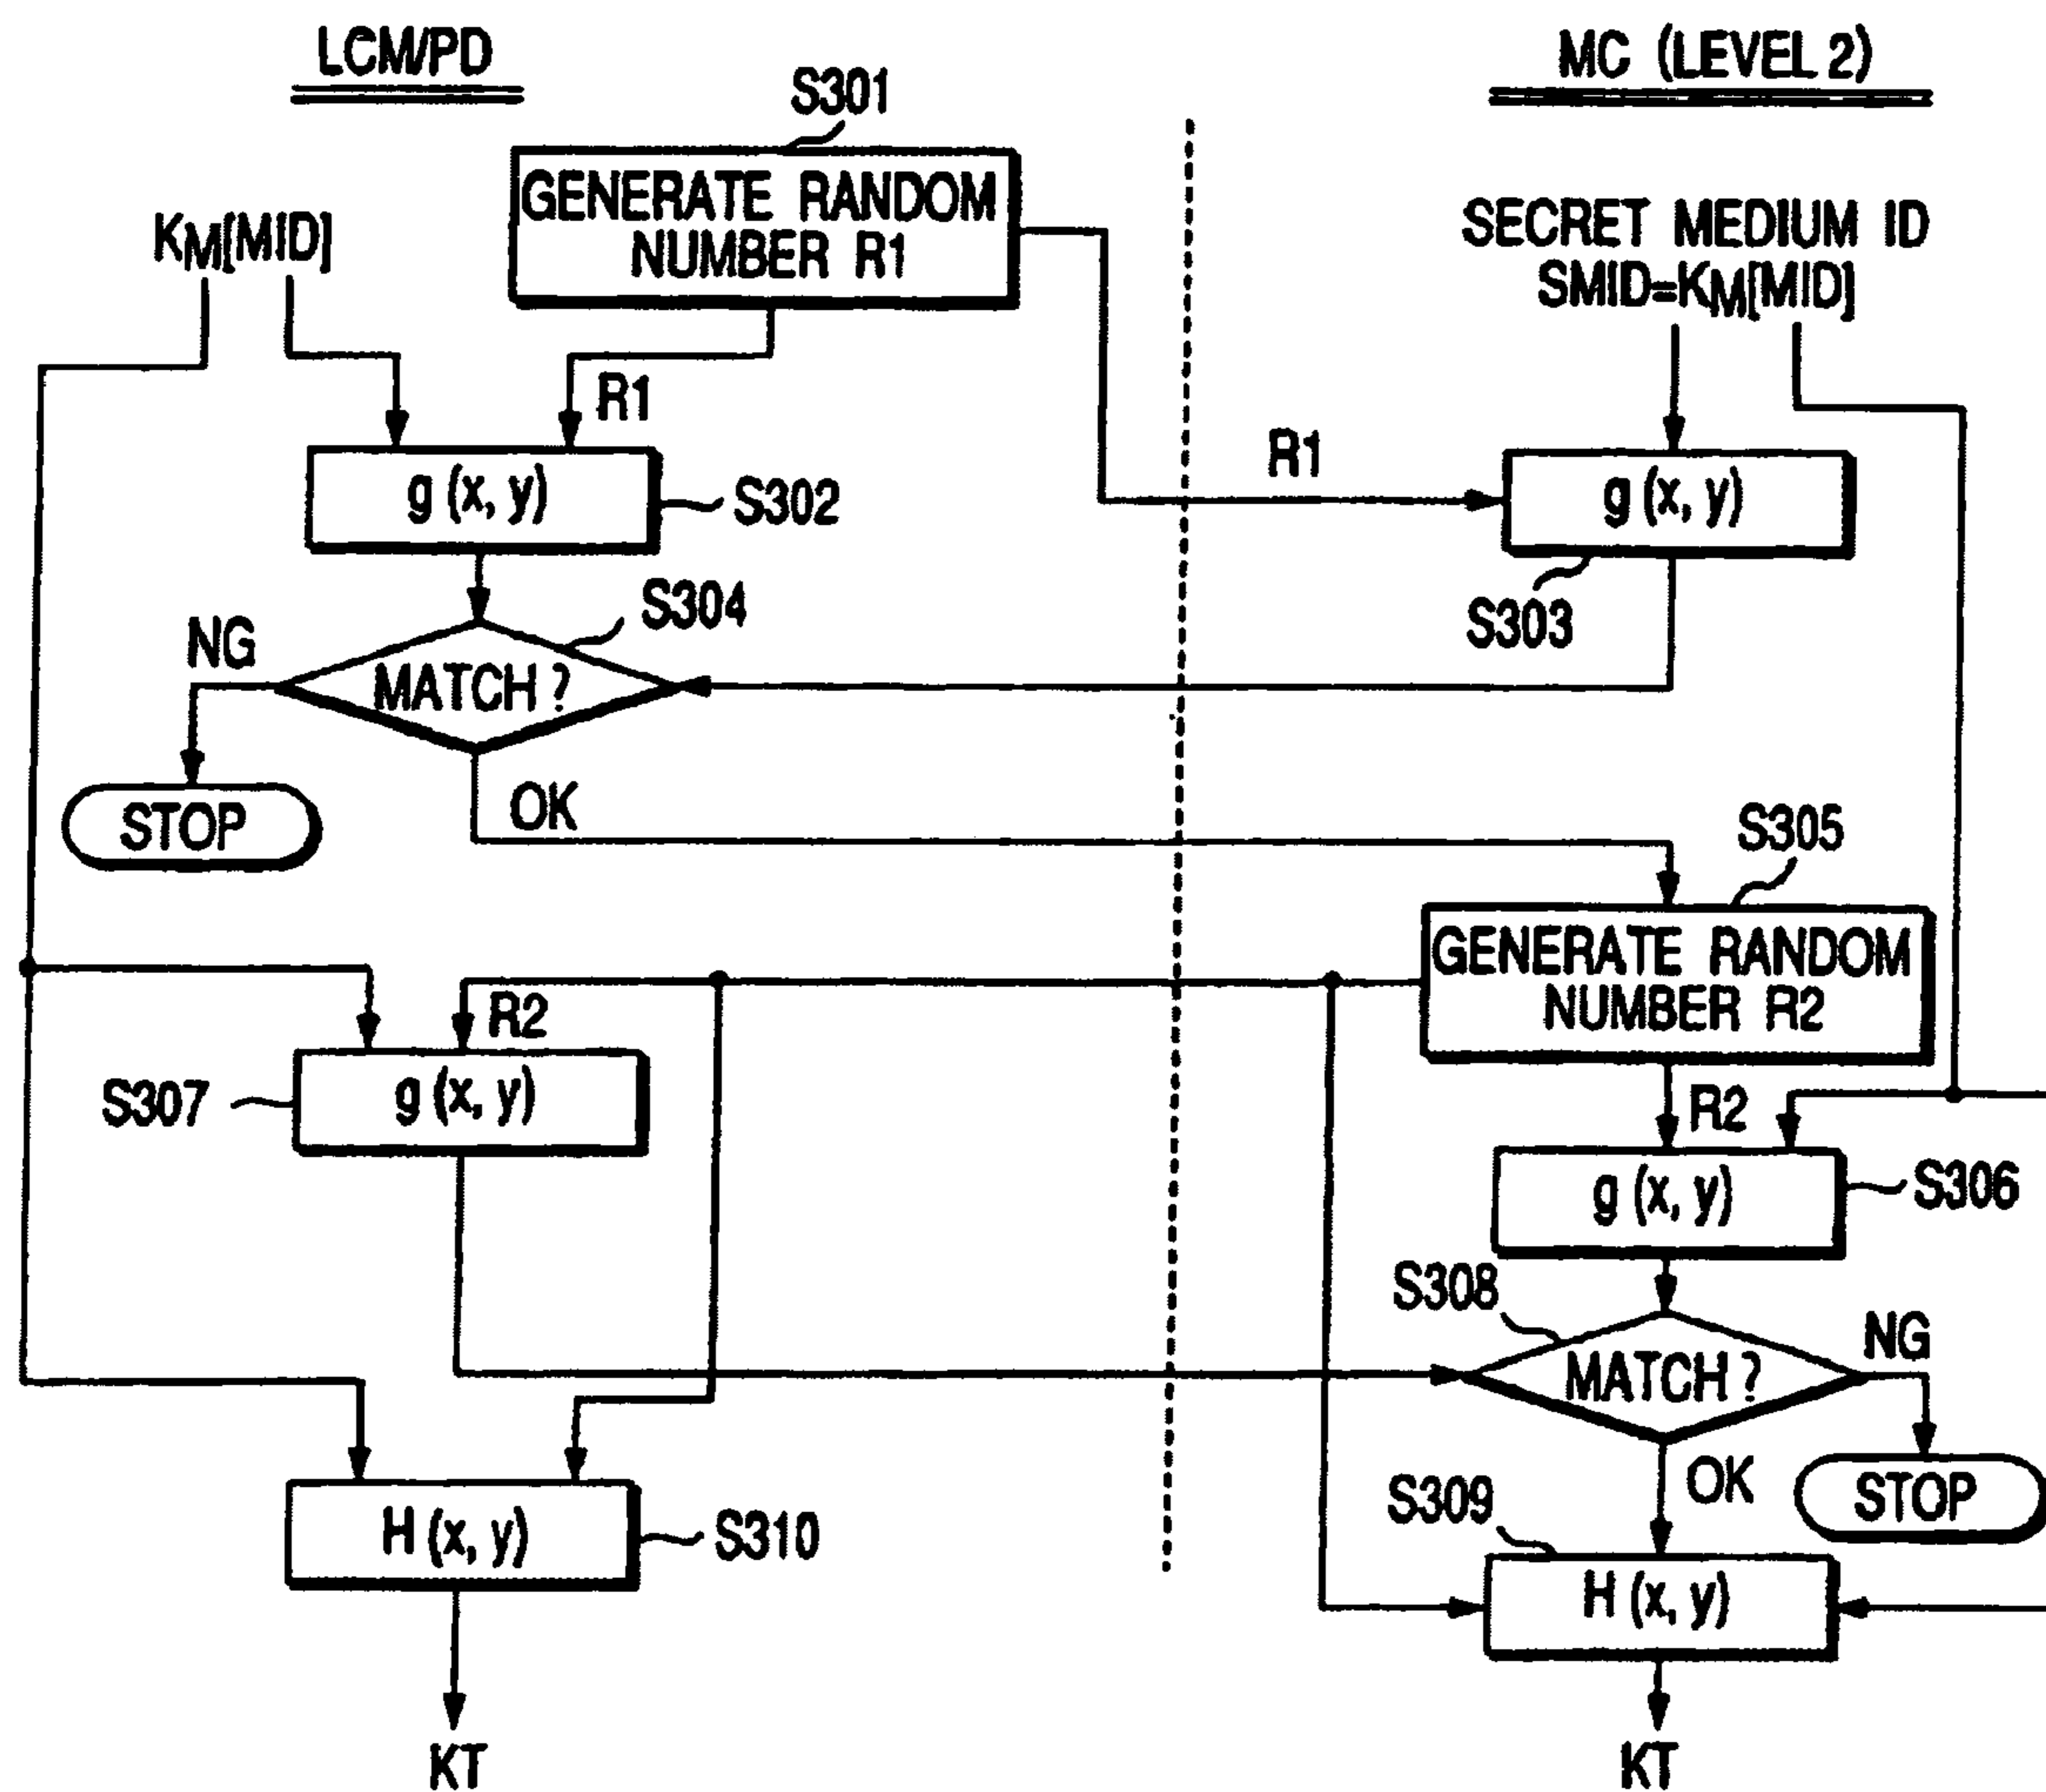 LCM/PD
MC (LEVEL 2)
S301
GENERATE RANDOM
NUMBER R1
KM[MID]
SECRET MEDIUM ID
SMID=KM[MID]
R1
R1
g (x, y)
S302
g (x, y)
S303
S304
NG
MATCH ?
STOP
OK
S305
GENERATE RANDOM
NUMBER R2
R2
g (x, y)
S307
R2
g (x, y)
S306
S308
MATCH ?
NG
STOP
OK
S309
H (x, y)
S310
H (x, y)
KT
KT